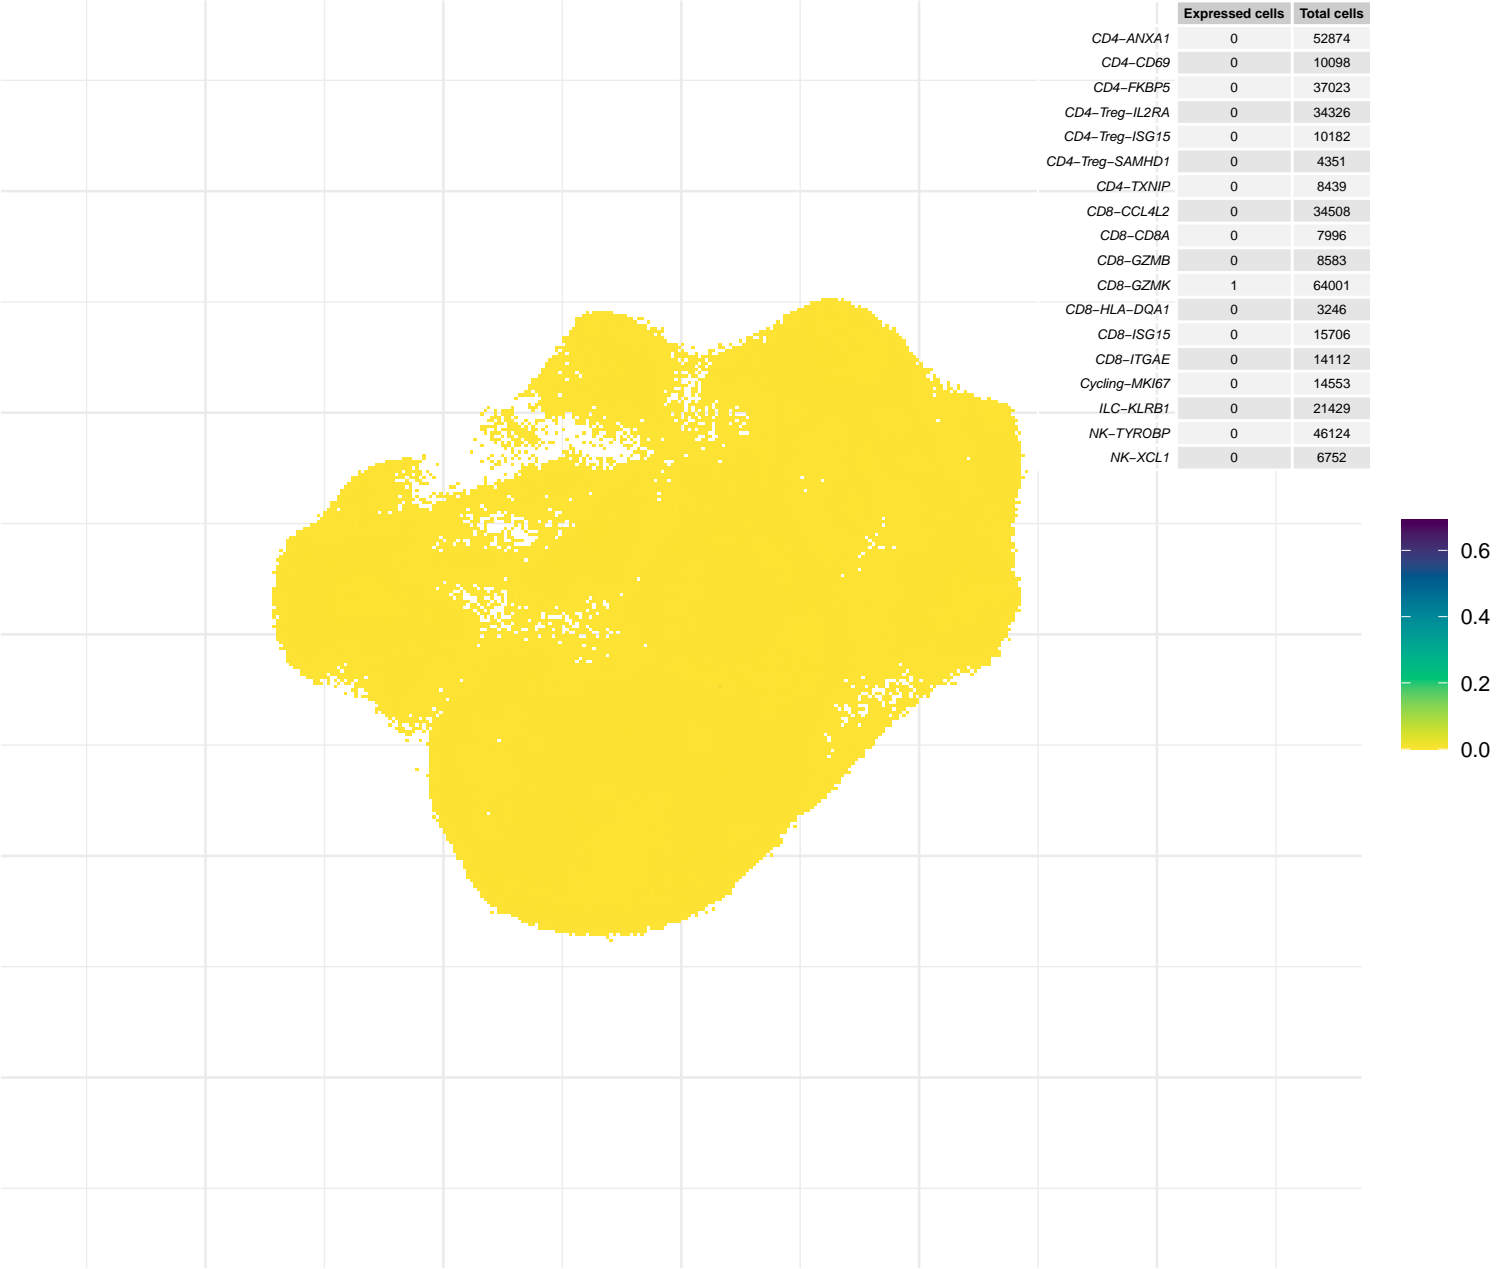 Expressed cells Total cells
CD4−ANXA1 0 52874
CD4−CD69 0 10098
CD4−FKBP5 0 37023
CD4−Treg−IL2RA 0 34326
CD4−Treg−ISG15 0 10182
CD4−Treg−SAMHD1 0 4351
CD4−TXNIP 0 8439
CD8−CCL4L2 0 34508
CD8−CD8A 0 7996
CD8−GZMB 0 8583
CD8−GZMK 1 64001
CD8−HLA−DQA1 0 3246
CD8−ISG15 0 15706
CD8−ITGAE 0 14112
Cycling−MKI67 0 14553
ILC−KLRB1 0 21429
NK−TYROBP 0 46124
NK−XCL1 0 6752
0.6
0.4
0.2
0.0